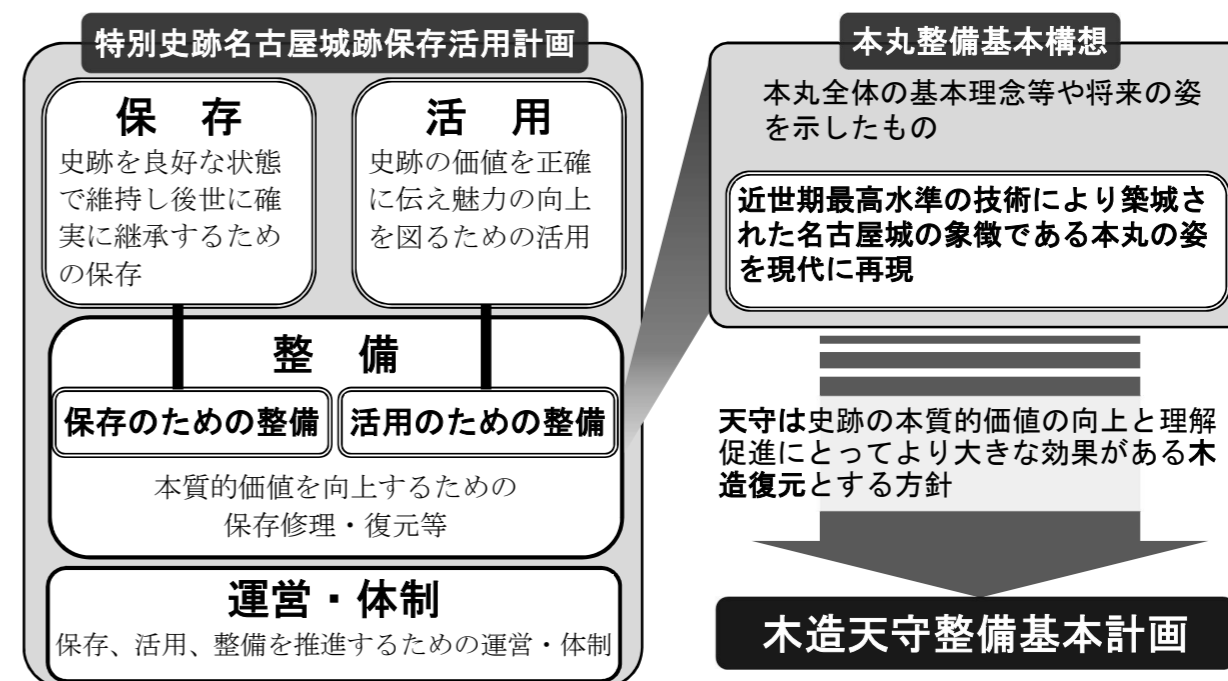 特別史跡名古屋城跡保存活用計画
保 存
史跡を良好な状態
で維持し後世に確
実に継承するため
の保存
活 用
史跡の価値を正確
に伝え魅力の向上
を図るための活用
整 備
保存のための整備
活用のための整備
本質的価値を向上するための
保存修理・復元等
運営・体制
保存、活用、整備を推進するための運営・体制
本丸整備基本構想
本丸全体の基本理念等や将来の姿
を示したもの
近世期最高水準の技術により築城さ
れた名古屋城の象徴である本丸の姿
を現代に再現
天守は史跡の本質的価値の向上と理解
促進にとってより大きな効果がある木
造復元とする方針
木造天守整備基本計画